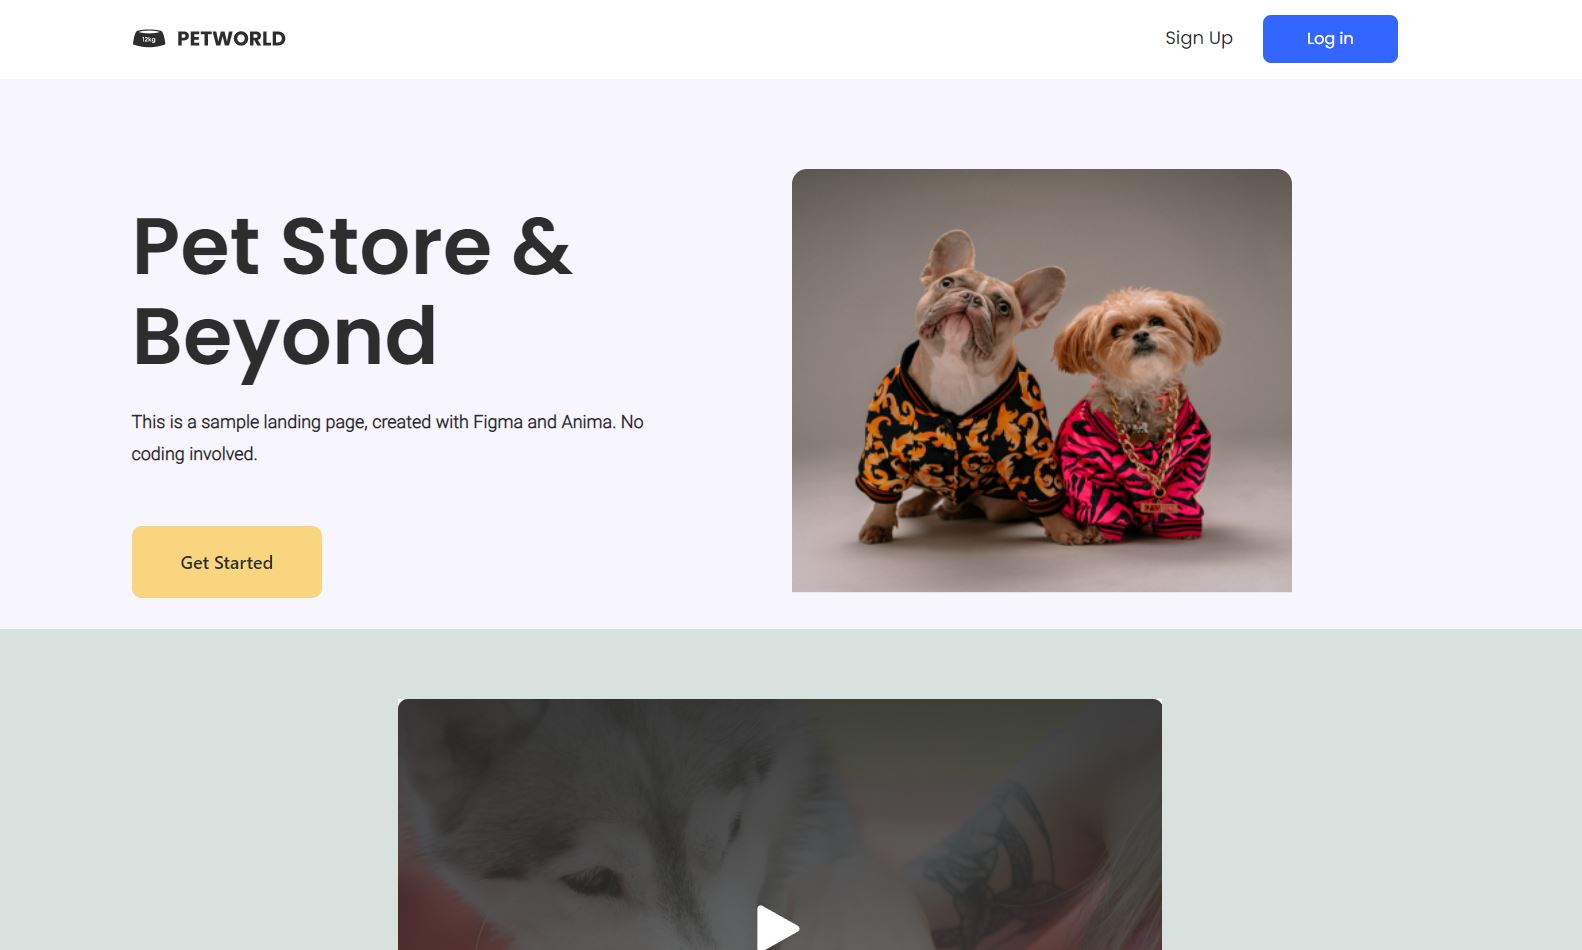 12kg PETWORLD
Sign Up
Log in
Pet Store &
Beyond
This is a sample landing page, created with Figma and Anima. No
coding involved.
Get Started